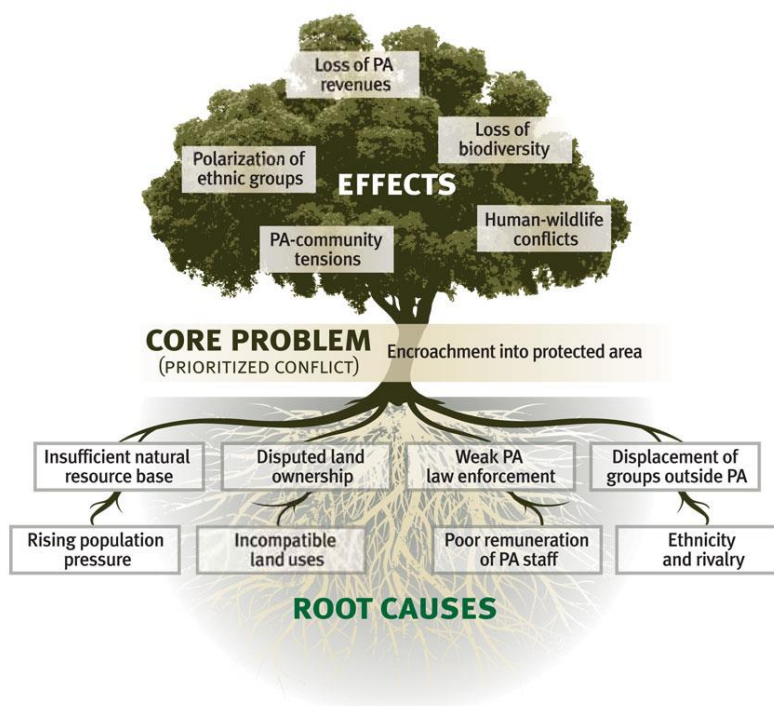 Loss of PA
revenues
Loss of
biodiversity
Polarization of
ethnic groups
EFFECTS
Human-wildlife
conflicts
PA-community
tensions
CORE PROBLEM
(PRIORITIZED CONFLICT)
Encroachment into protected area
Insufficient natural
resource base
Disputed land
ownership
Weak PA
law enforcement
Displacement of
groups outside PA
Rising population
pressure
Incompatible
land uses
Poor remuneration
of PA staff
Ethnicity
and rivalry
ROOT CAUSES